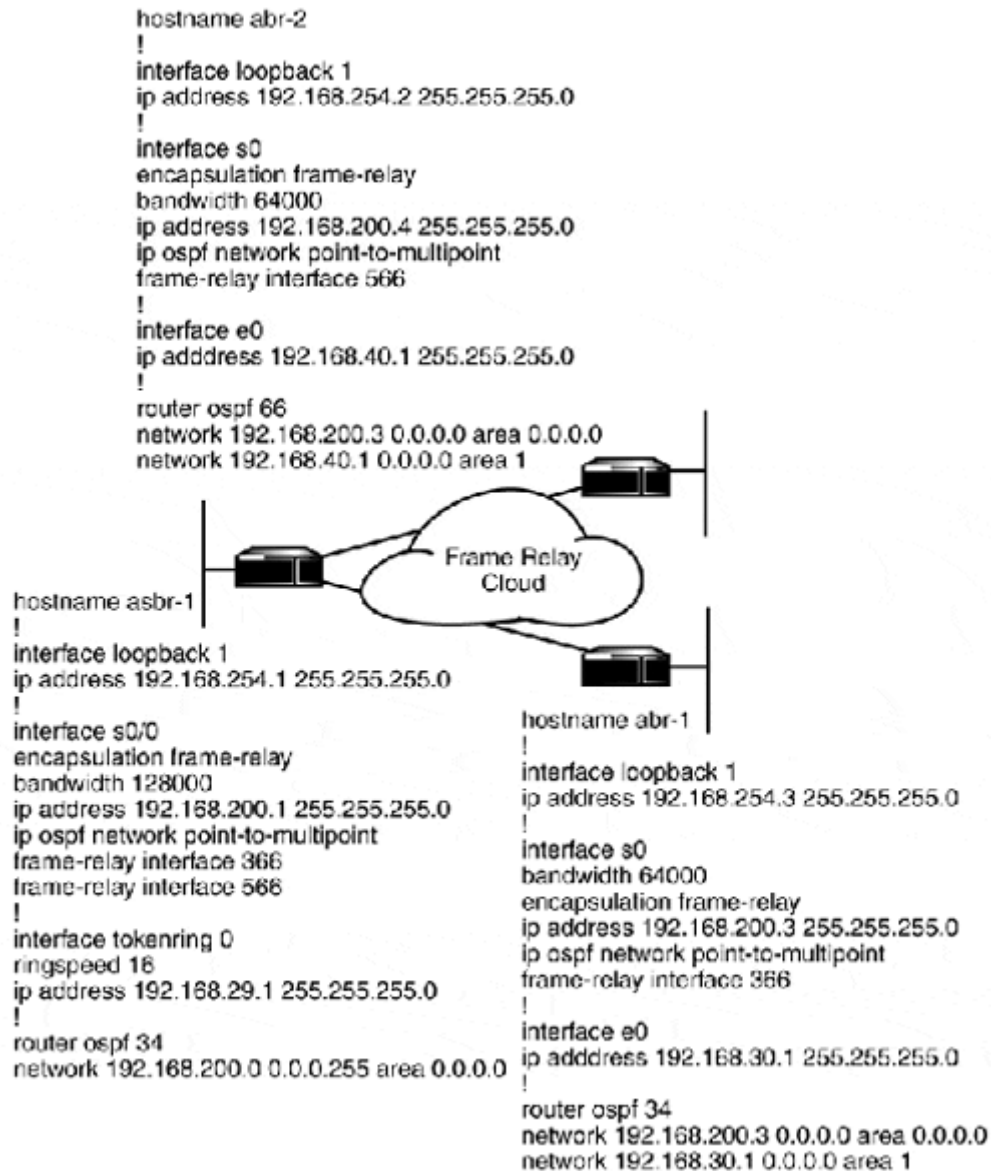 hostname abr-2
!
interface loopback 1
ip address 192.168.254.2 255.255.255.0
!
interface s0
encapsulation frame-relay
bandwidth 64000
ip address 192.168.200.4 255.255.255.0
ip ospf network point-to-multipoint
frame-relay interface 566
!
interface e0
ip adddress 192.168.40.1 255.255.255.0
!
router ospf 66
network 192.168.200.3 0.0.0.0 area 0.0.0.0
network 192.168.40.1 0.0.0.0 area 1
Frame Relay
Cloud
hostname asbr-1
!
interface loopback 1
ip address 192.168.254.1 255.255.255.0
!
interface s0/0
encapsulation frame-relay
bandwidth 128000
ip address 192.168.200.1 255.255.255.0
ip ospf network point-to-multipoint
frame-relay interface 366
frame-relay interface 566
!
interface tokenring 0
ringspeed 16
ip address 192.168.29.1 255.255.255.0
!
router ospf 34
network 192.168.200.0 0.0.0.255 area 0.0.0.0
hostname abr-1
!
interface loopback 1
ip address 192.168.254.3 255.255.255.0
!
interface s0
bandwidth 64000
encapsulation frame-relay
ip address 192.168.200.3 255.255.255.0
ip ospf network point-to-multipoint
frame-relay interface 366
!
interface e0
ip adddress 192.168.30.1 255.255.255.0
!
router ospf 34
network 192.168.200.3 0.0.0.0 area 0.0.0.0
network 192.168.30.1 0.0.0.0 area 1